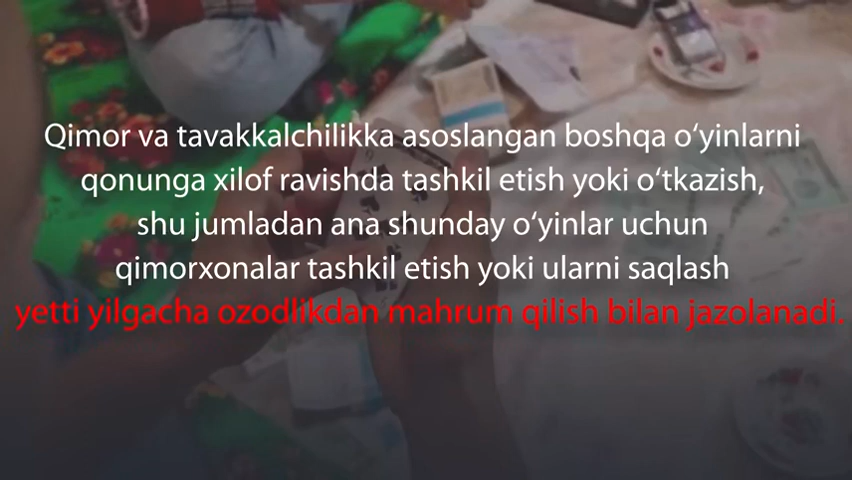 Qimor va tavakkalchilikka asoslangan boshqa o‘yinlarni
qonunga xilof ravishda tashkil etish yoki o‘tkazish,
shu jumladan ana shunday o‘yinlar uchun
qimorxonalar tashkil etish yoki ularni saqlash
yetti yilgacha ozodlikdan mahrum qilish bilan jazolanadi.